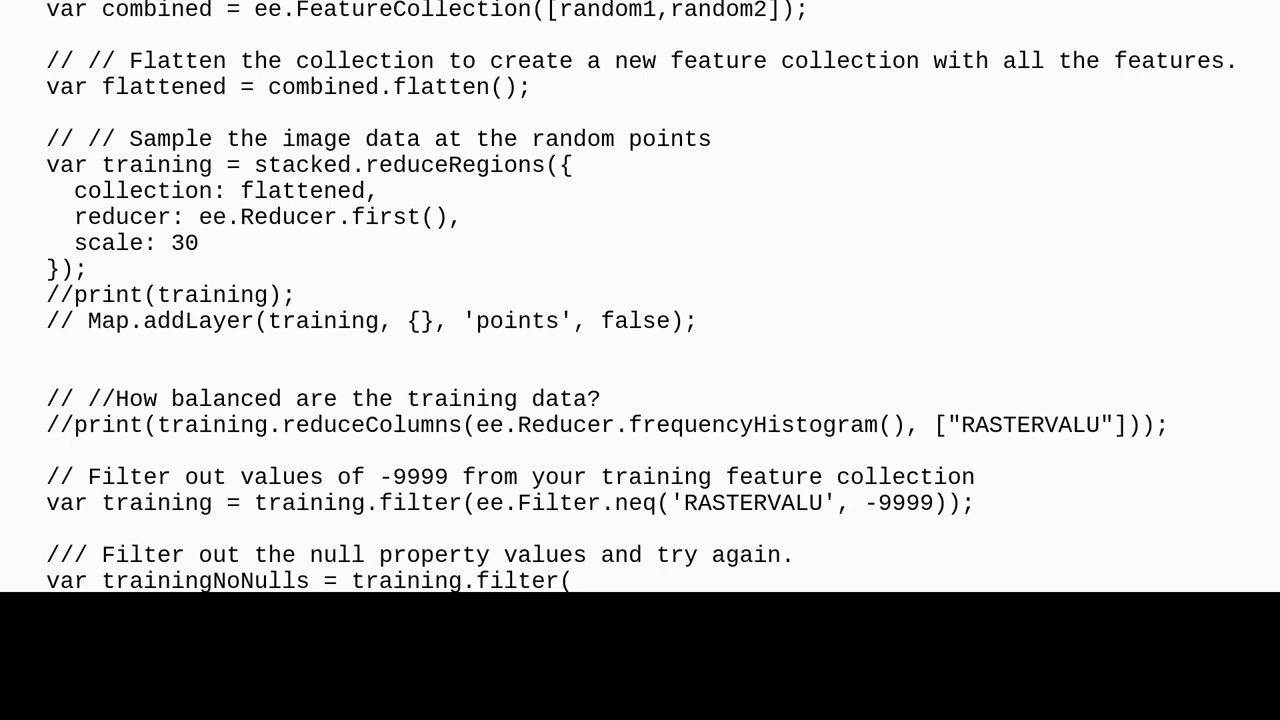 var combined = ee.FeatureCollection([random1,random2]);
// // Flatten the collection to create a new feature collection with all the features.
var flattened = combined.flatten();
// // Sample the image data at the random points
var training = stacked.reduceRegions({
  collection: flattened,
  reducer: ee.Reducer.first(),
  scale: 30
});
//print(training);
// Map.addLayer(training, {}, 'points', false);
// //How balanced are the training data?
//print(training.reduceColumns(ee.Reducer.frequencyHistogram(), ["RASTERVALU"]));
// Filter out values of -9999 from your training feature collection
var training = training.filter(ee.Filter.neq('RASTERVALU', -9999));
/// Filter out the null property values and try again.
var trainingNoNulls = training.filter(